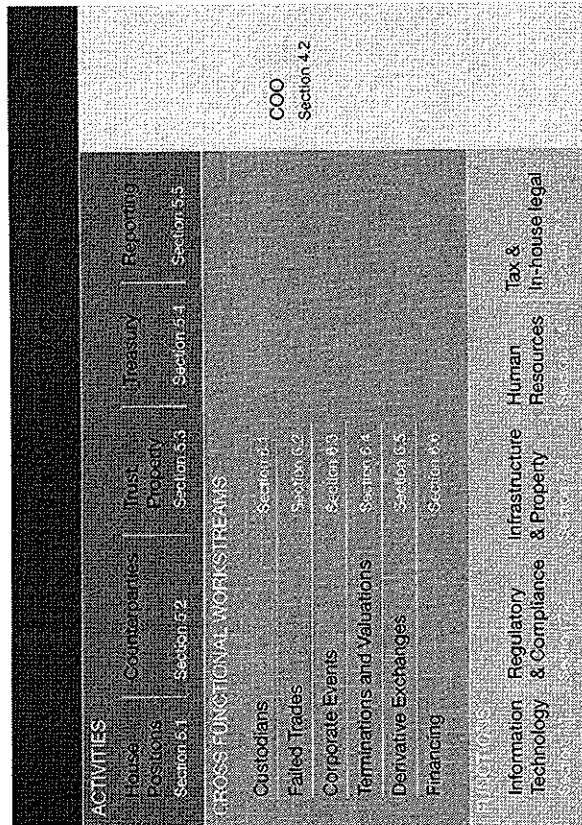 ACTIVITIES
House
Positions
Section 5.1
Counterparties
Section 5.2
Trust
Property
Section 5.3
Treasury
Section 5.4
Reporting
Section 5.5
CROSS FUNCTIONAL WORKSTREAMS
Custodians
Section 6.1
Failed Trades
Section 6.2
Corporate Events
Section 6.3
Terminations and Valuations
Section 6.4
Derivative Exchanges
Section 6.5
Financing
Section 6.6
FUNCTIONS
Information
Technology
Regulatory
& Compliance
Infrastructure
& Property
Human
Resources
Tax &
In-house legal
COO
Section 4.2